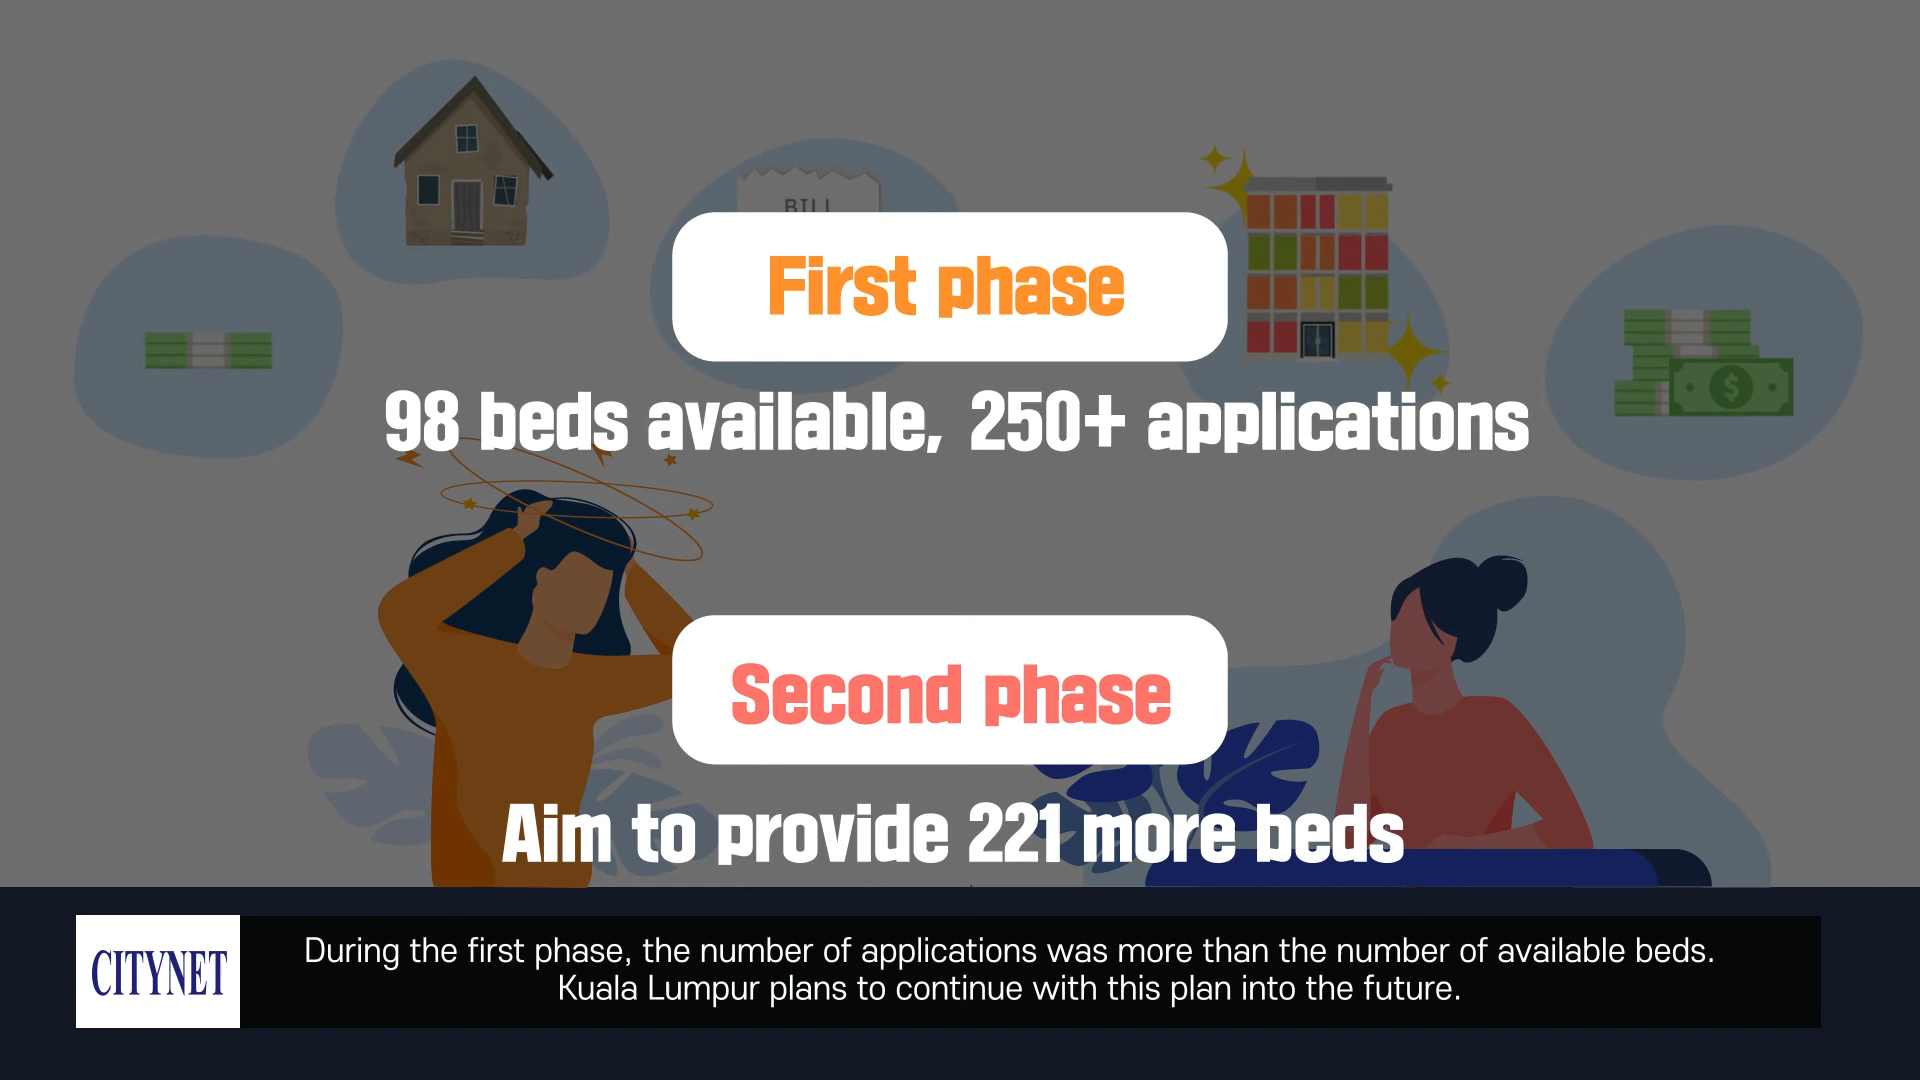 BILL
First phase
98 beds available, 250+ applications
Second phase
Aim to provide 221 more beds
CITYNET
During the first phase, the number of applications was more than the number of available beds.
Kuala Lumpur plans to continue with this plan into the future.